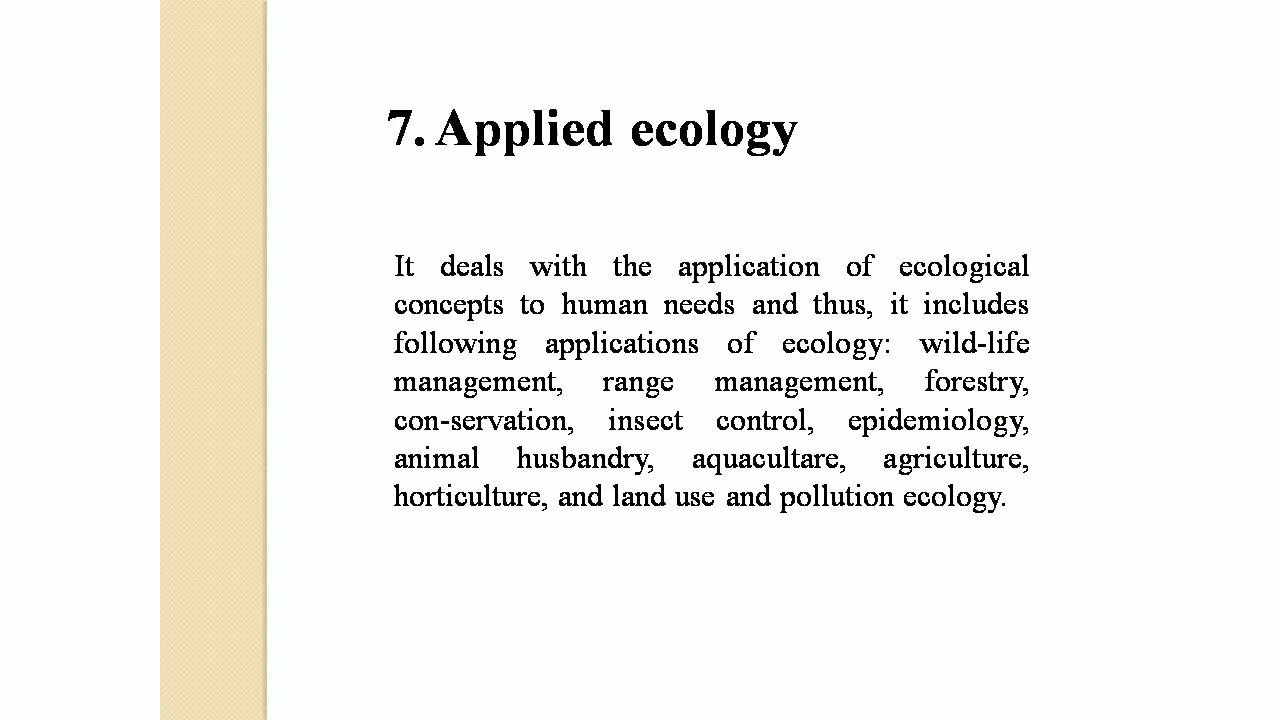 7. Applied ecology
It deals with the application of ecological
concepts to human needs and thus, it includes
following applications of ecology: wild-life
management, range management, forestry,
con-servation, insect control, epidemiology,
animal husbandry, aquacultare, agriculture,
horticulture, and land use and pollution ecology.